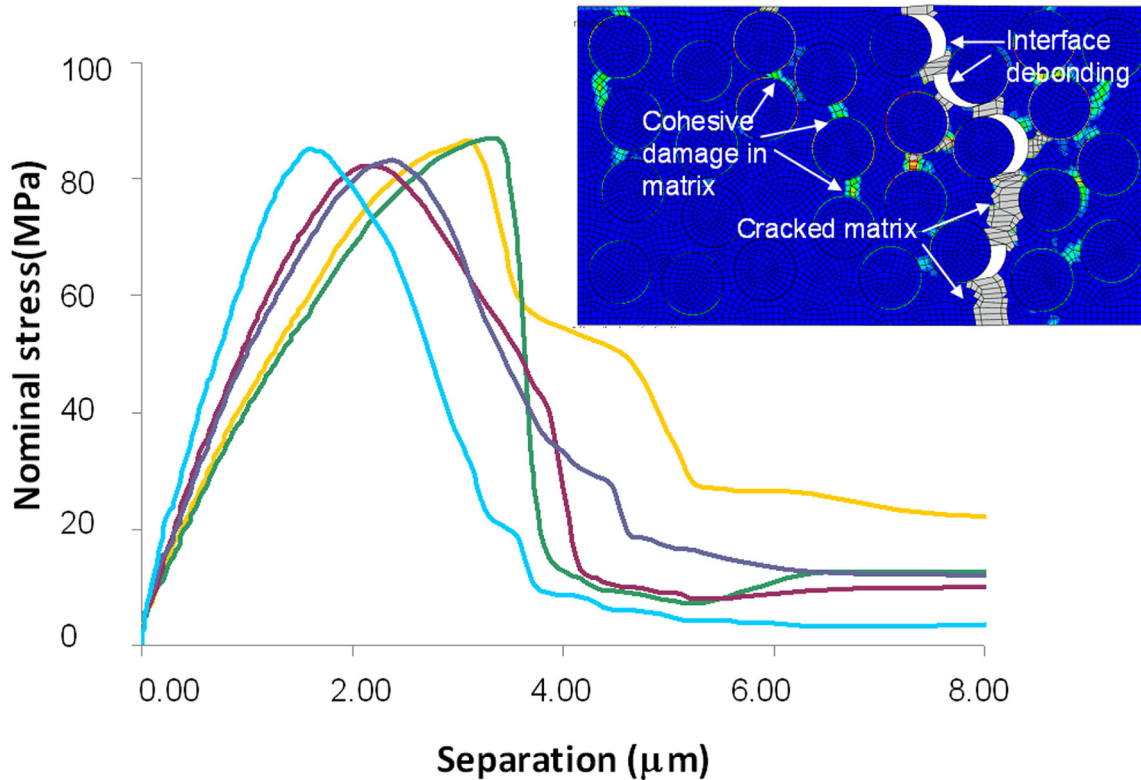 Nominal stress(MPa)
100
80
60
40
20
0
0.00 2.00 4.00 6.00 8.00
Separation (μm)
Interface
debonding
Cohesive
damage in
matrix
Cracked matrix